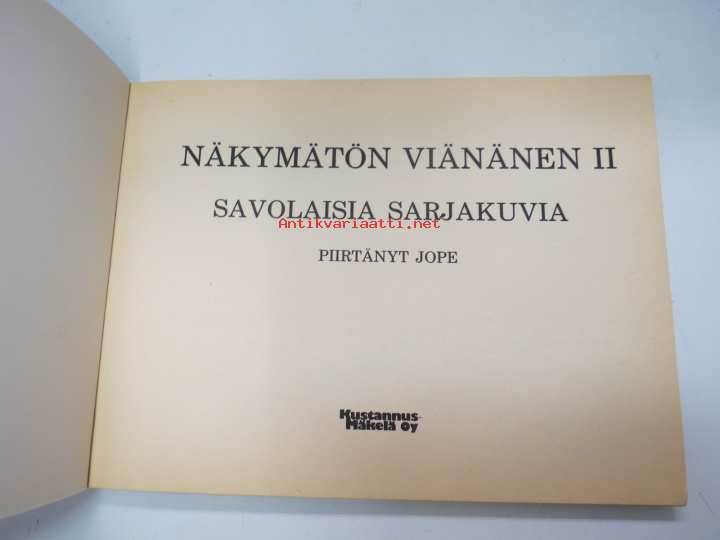 NÄKYMÄTÖN VIÄNÄNEN II
SAVOLAISIA SARJAKUVIA
Antikvariaatti.net
PIIRTÄNYT JOPE
Kustannus-
Mäkelä Oy